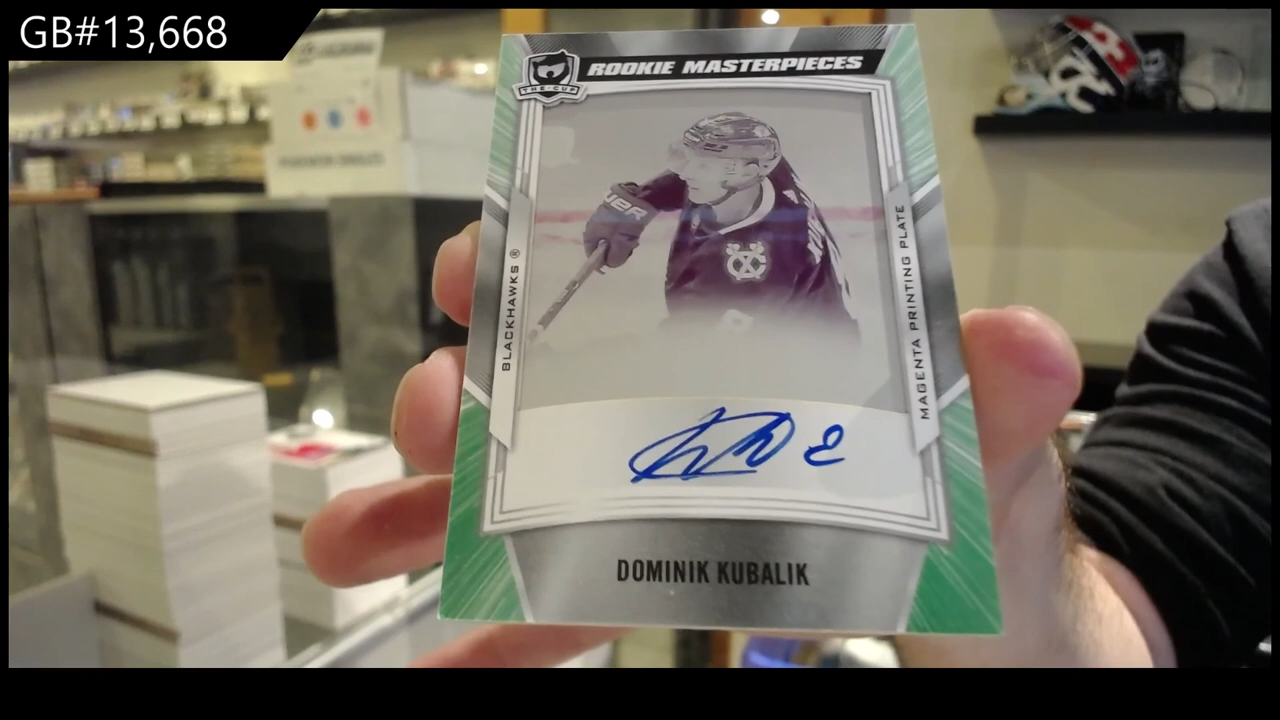 GB#13,668
ROOKIE MASTERPIECES
THE·CUP
BLACKHAWKS ®
MAGENTA PRINTING PLATE
DOMINIK KUBALIK